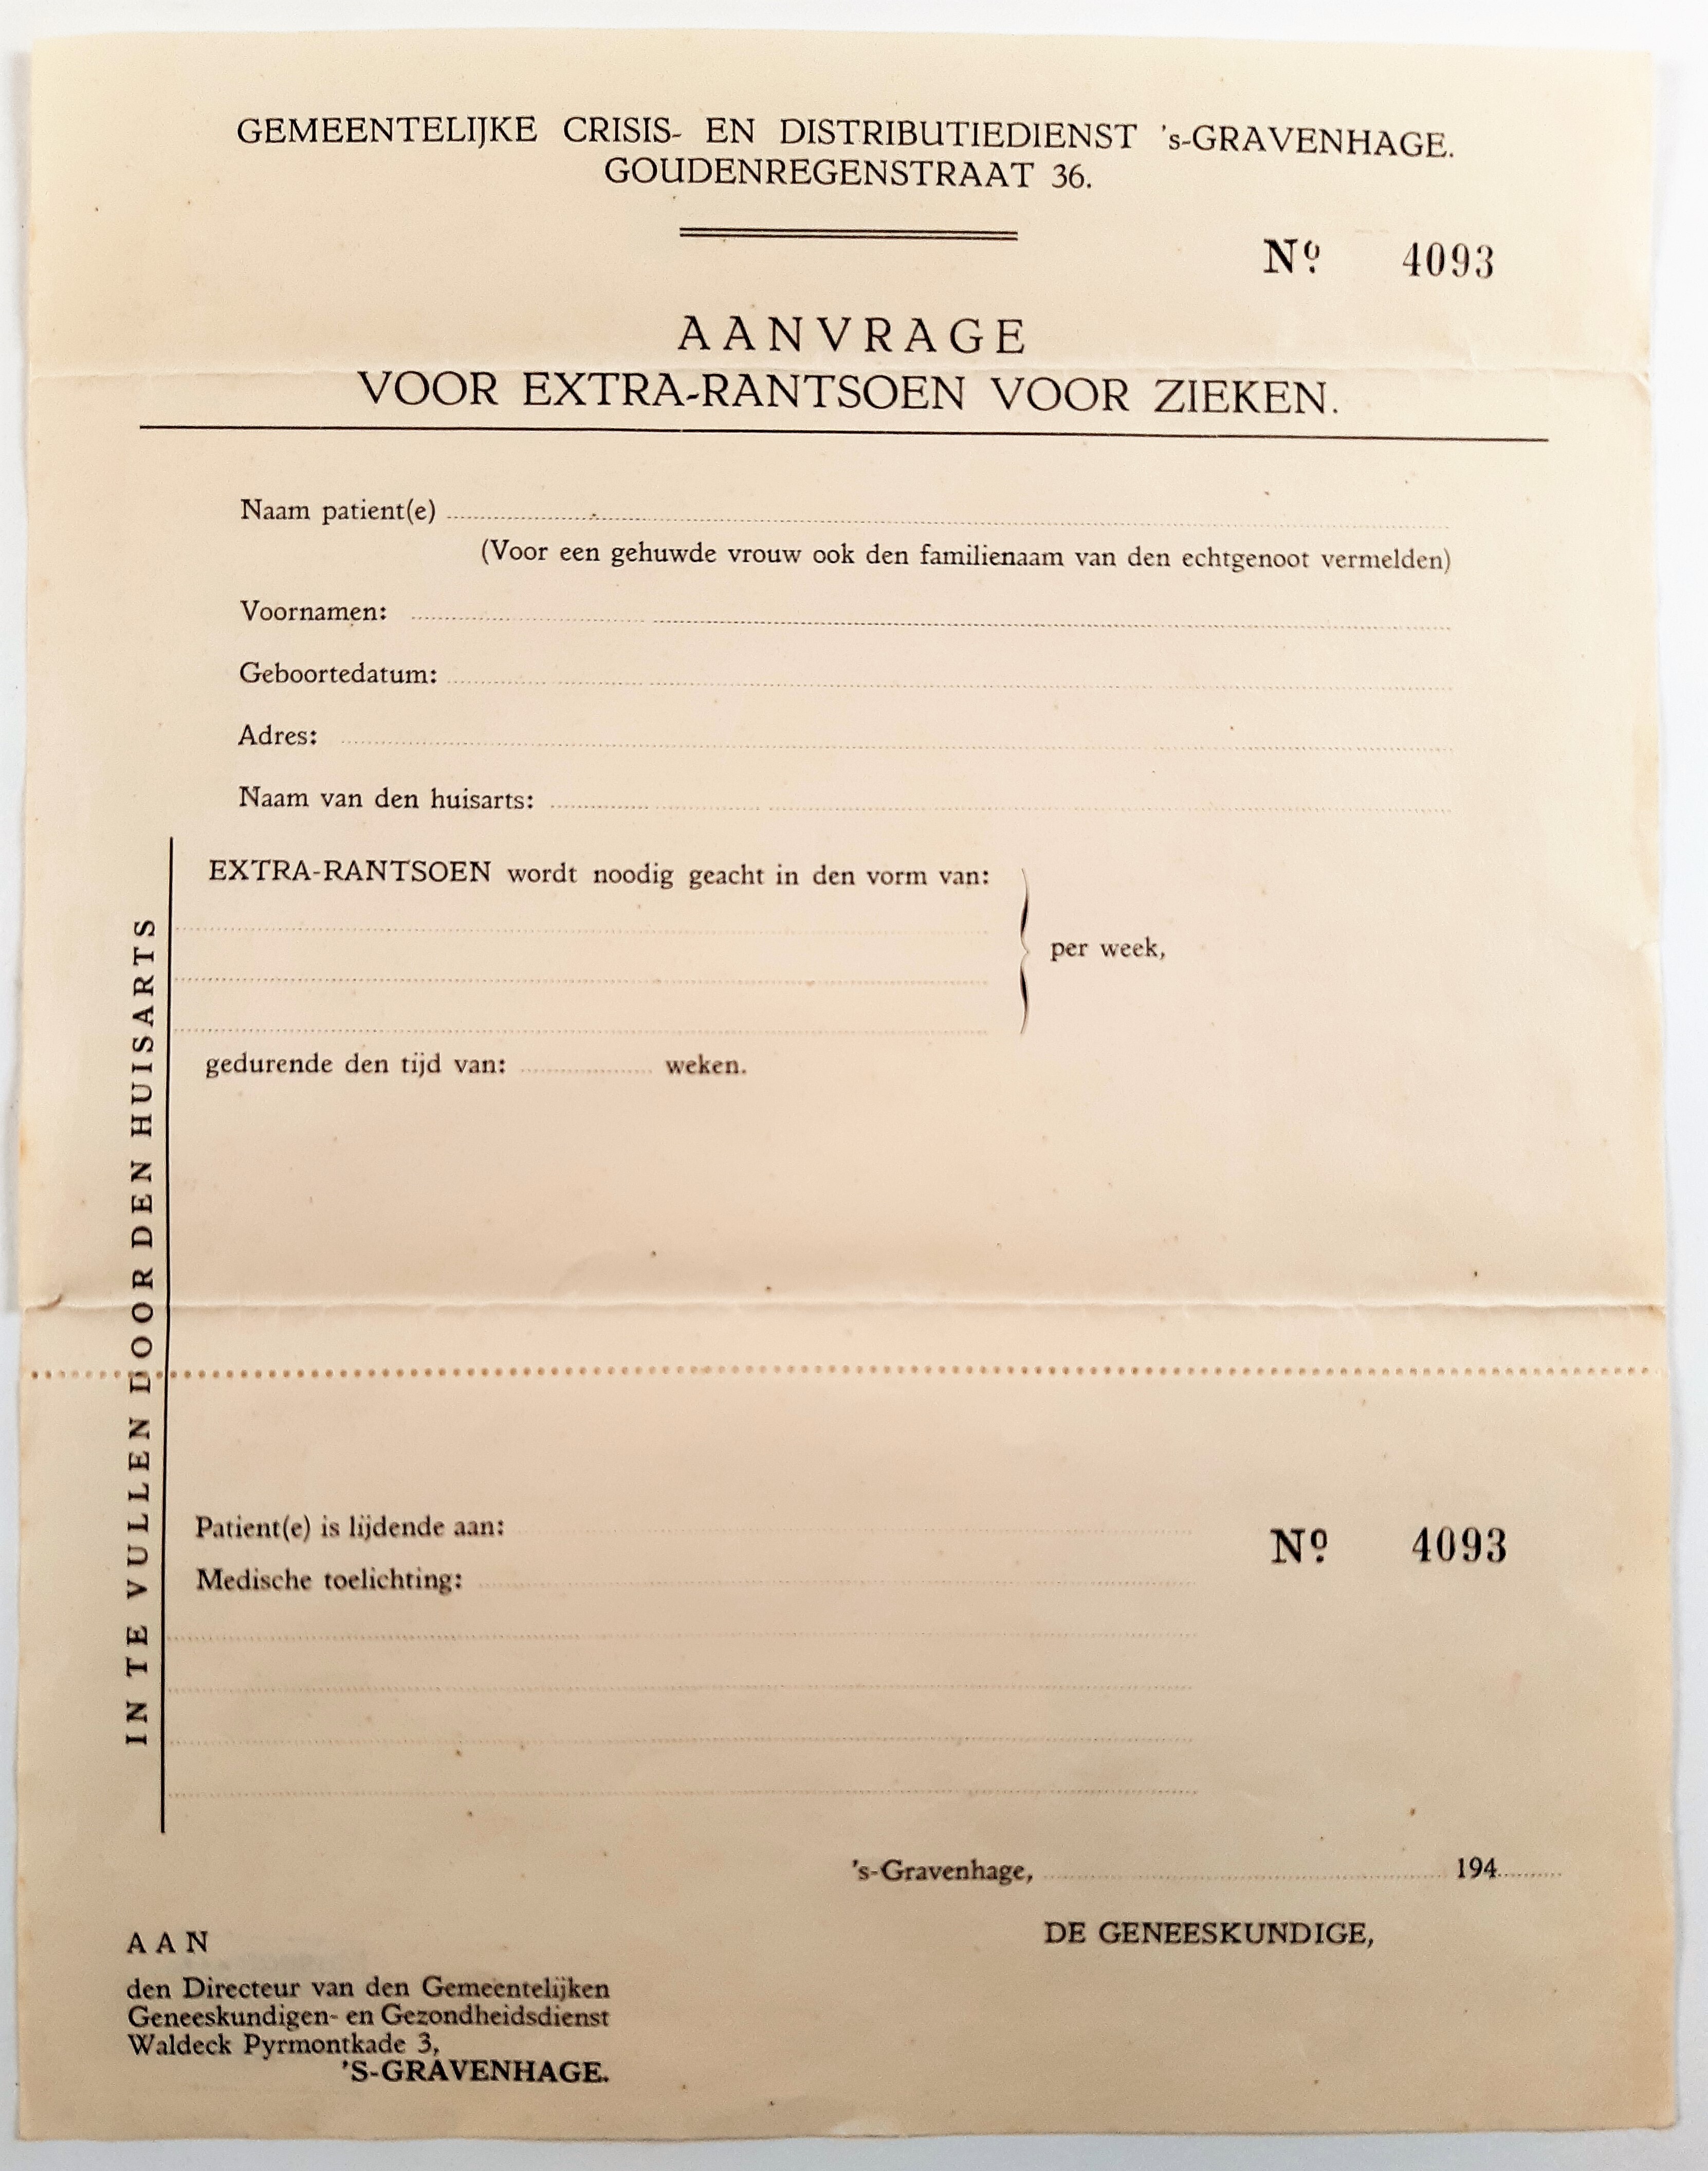 GEMEENTELIJKE CRISIS- EN DISTRIBUTIEDIENST 's-GRAVENHAGE.
GOUDENREGENSTRAAT 36.
Nº 4093
AANVRAGE
VOOR EXTRA-RANTSOEN VOOR ZIEKEN.
Naam patient(e)
(Voor een gehuwde vrouw ook den familienaam van den echtgenoot vermelden)
Voornamen:
Geboortedatum:
Adres:
Naam van den huisarts:
IN TE VULLEN DOOR DEN HUISARTS
EXTRA-RANTSOEN wordt noodig geacht in den vorm van:
per week,
gedurende den tijd van: weken.
Patient(e) is lijdende aan:
Nº 4093
Medische toelichting:
's-Gravenhage, 194
DE GENEESKUNDIGE,
AAN
den Directeur van den Gemeentelijken
Geneeskundigen- en Gezondheidsdienst
Waldeck Pyrmontkade 3,
'S-GRAVENHAGE.